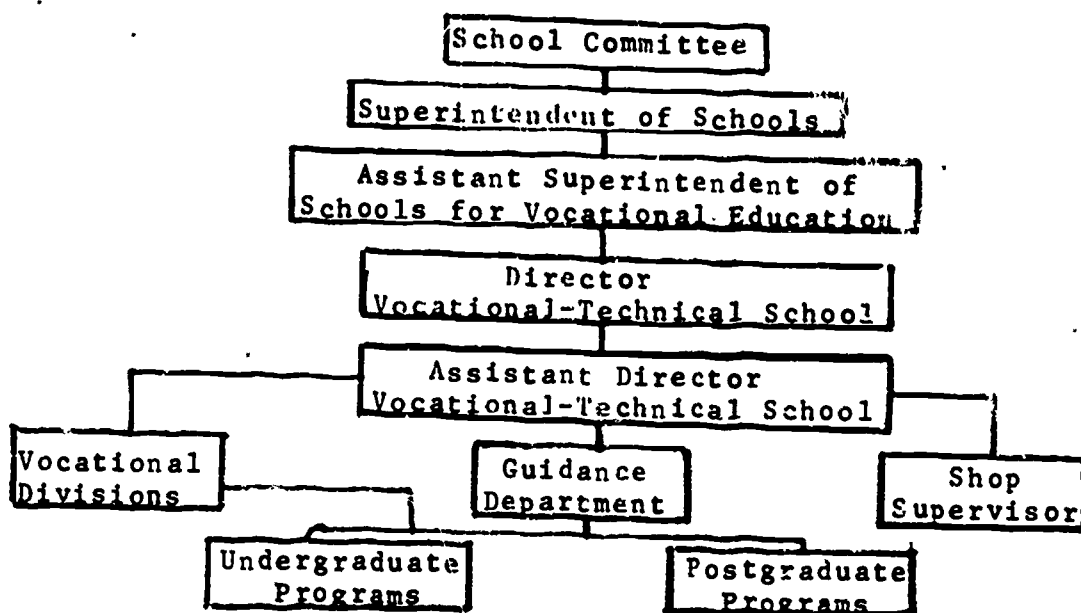 School Committee
Superintendent of Schools
Assistant Superintendent of
Schools for Vocational Education
Director
Vocational-Technical School
Assistant Director
Vocational-Technical School
Vocational
Divisions
Guidance
Department
Shop
Supervisor
Undergraduate
Programs
Postgraduate
Programs